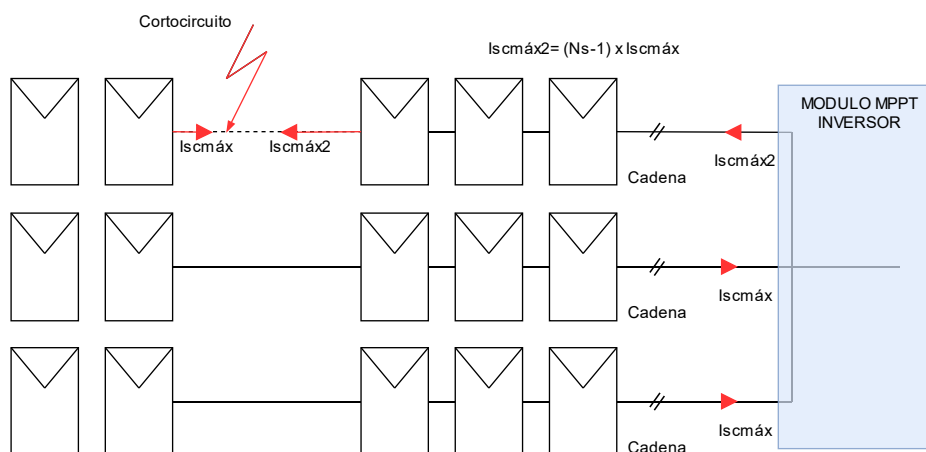 Cortocircuito
Iscmáx2= (Ns-1) x Iscmáx
MODULO MPPT
INVERSOR
Iscmáx
Iscmáx2
Iscmáx2
Cadena
Iscmáx
Cadena
Iscmáx
Cadena